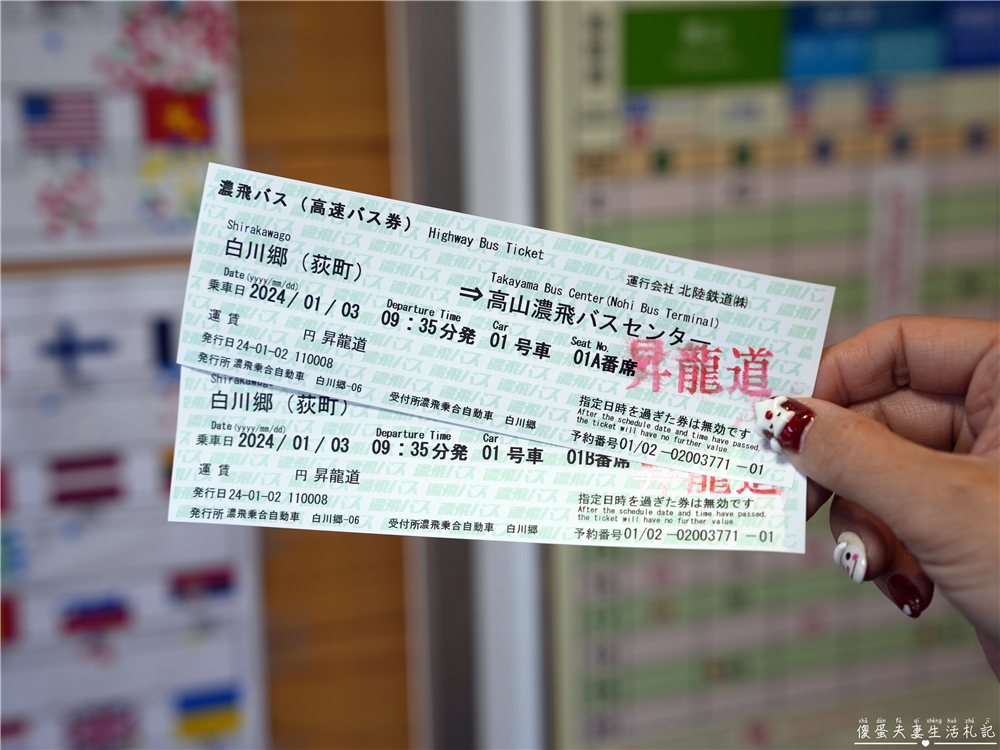 濃飛バス（高速バス券） Highway Bus Ticket
Shirakawago
白川郷（荻町）
運行会社 北陸鉄道㈱
Takayama Bus Center(Nohi Bus Terminal)
⇒高山濃飛バスセンター
Date(yyyy/mm/dd) Departure Time Car Seat No.
乗車日 2024/01/03 09：35分発 01 号車 01A番席
運 賃 円 昇龍道
昇龍道
発行日24-01-02 110008
発行所濃飛乗合自動車 白川郷-06 受付所濃飛乗合自動車 白川郷
指定日時を過ぎた券は無効です
After the schedule date and time have passed,
the ticket will have no further value.
予約番号01/02 -02003771 -01
Shirakawago
白川郷（荻町）
Date(yyyy/mm/dd) Departure Time Car
乗車日 2024/01/03 09：35分発 01 号車 01B番席
運 賃 円 昇龍道
昇龍道
発行日24-01-02 110008
発行所濃飛乗合自動車 白川郷-06 受付所濃飛乗合自動車 白川郷
指定日時を過ぎた券は無効です
After the schedule date and time have passed,
the ticket will have no further value.
予約番号01/02 -02003771 -01
shǎ dàn fū qī shēng huó zhá jì
傻蛋夫妻生活札記